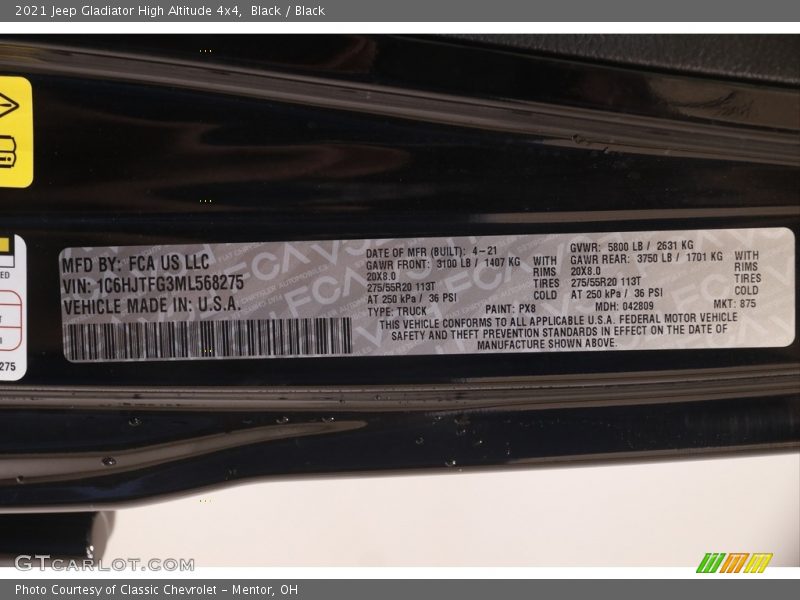 2021 Jeep Gladiator High Altitude 4x4, Black / Black
ED
275
MFD BY: FCA US LLC
VIN: 1C6HJTFG3ML568275
VEHICLE MADE IN: U.S.A.
DATE OF MFR (BUILT): 4-21
GAWR FRONT: 3100 LB / 1407 KG WITH
20X8.0 RIMS
275/55R20 113T TIRES
AT 250 kPa / 36 PSI COLD
TYPE: TRUCK PAINT: PX8
GVWR: 5800 LB / 2631 KG
GAWR REAR: 3750 LB / 1701 KG WITH
20X8.0 RIMS
275/55R20 113T TIRES
AT 250 kPa / 36 PSI COLD
MDH: 042809 MKT: 875
THIS VEHICLE CONFORMS TO ALL APPLICABLE U.S.A. FEDERAL MOTOR VEHICLE
SAFETY AND THEFT PREVENTION STANDARDS IN EFFECT ON THE DATE OF
MANUFACTURE SHOWN ABOVE.
GTCarLot.com
Photo Courtesy of Classic Chevrolet - Mentor, OH